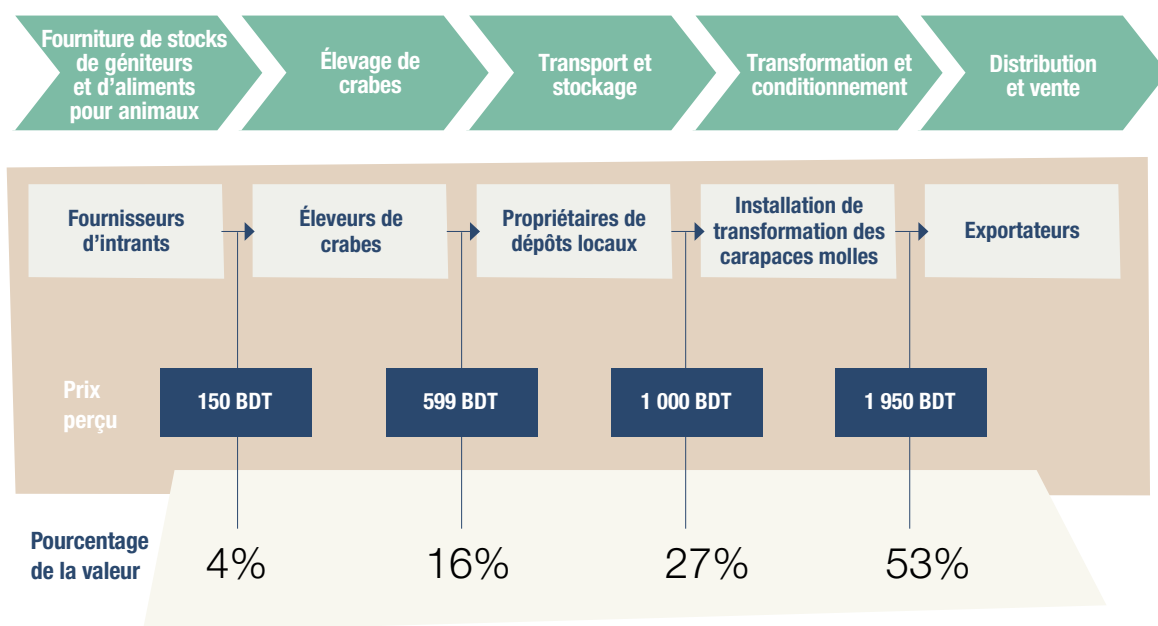 Fourniture de stocks
de géniteurs
et d'aliments
pour animaux
Élevage de
crabes
Transport et
stockage
Transformation et
conditionnement
Distribution
et vente
Fournisseurs
d'intrants
Éleveurs de
crabes
Propriétaires de
dépôts locaux
Installation de
transformation des
carapaces molles
Exportateurs
Prix
perçu
150 BDT
599 BDT
1 000 BDT
1 950 BDT
Pourcentage
de la valeur
4%
16%
27%
53%